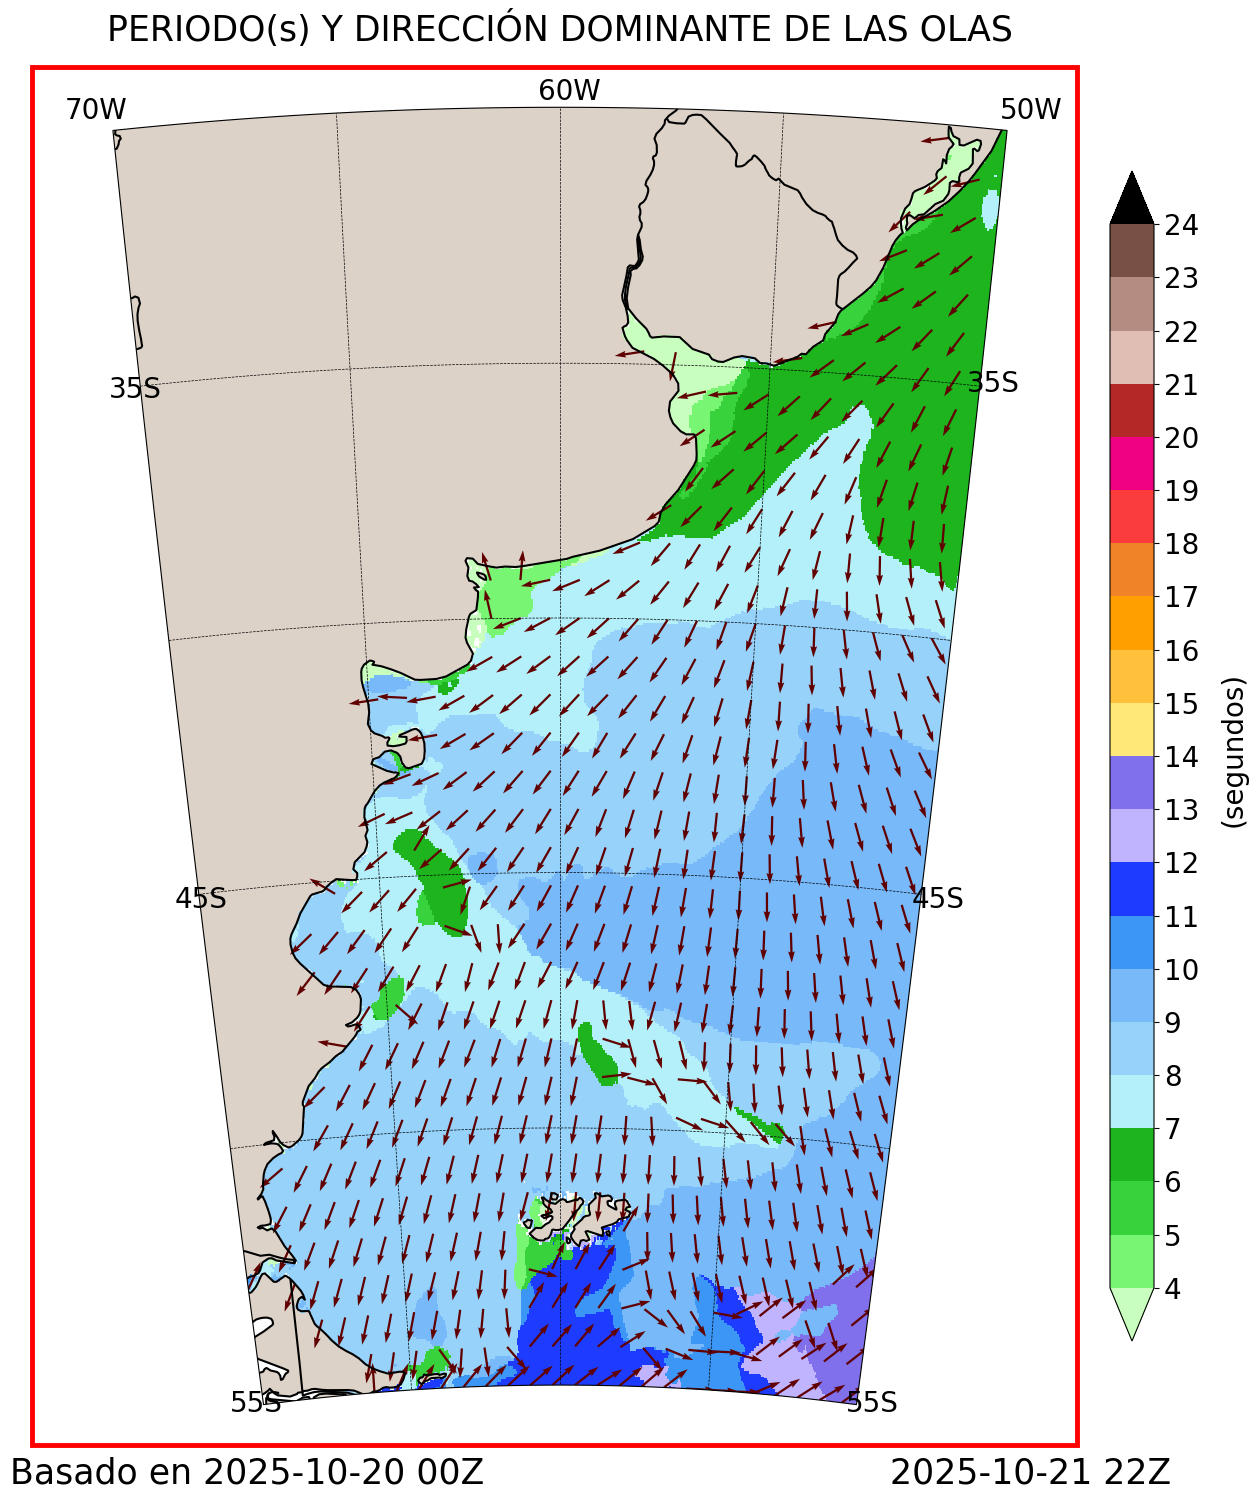 PERIODO(s) Y DIRECCIÓN DOMINANTE DE LAS OLAS
70W
60W
50W
35S
35S
45S
45S
55S
55S
24
23
22
21
20
19
18
17
16
15
14
13
12
11
10
9
8
7
6
5
4
(segundos)
Basado en 2025-10-20 00Z
2025-10-21 22Z